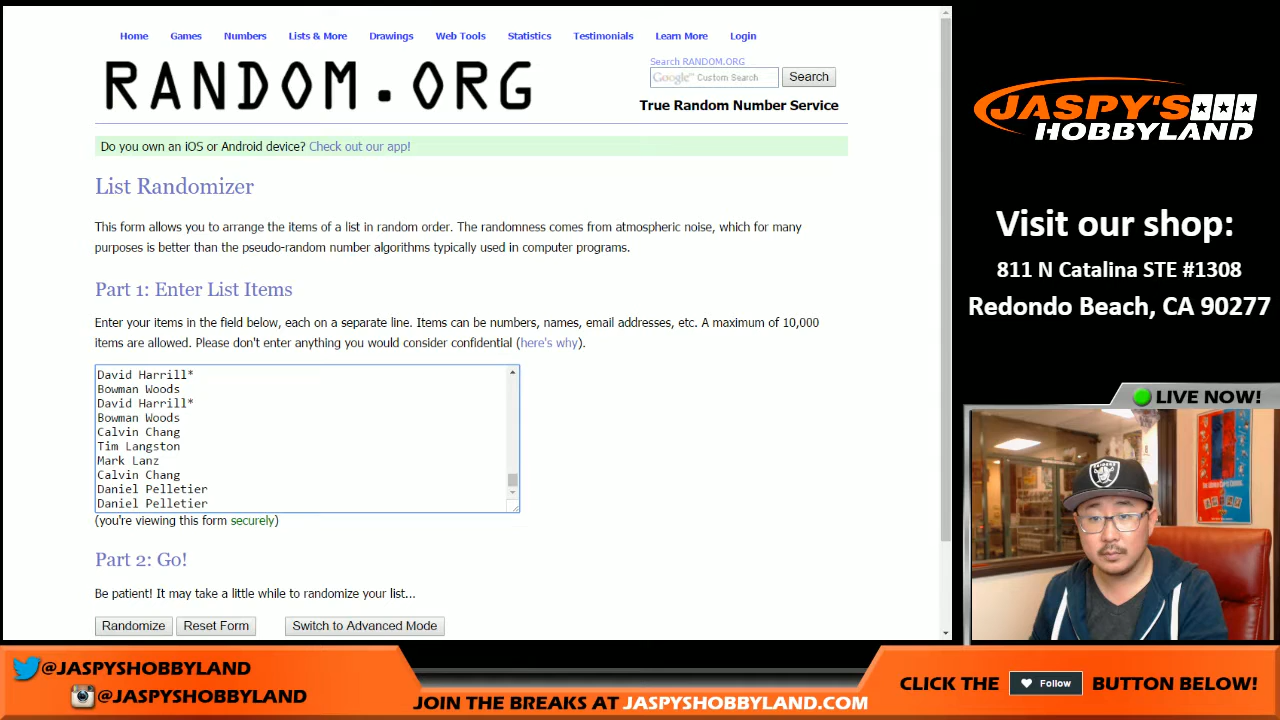 Home Games Numbers Lists & More Drawings Web Tools Statistics Testimonials Learn More Login
RANDOM.ORG
Search RANDOM.ORG
Google™ Custom Search Search
True Random Number Service
Do you own an iOS or Android device? Check out our app!
List Randomizer
This form allows you to arrange the items of a list in random order. The randomness comes from atmospheric noise, which for many
purposes is better than the pseudo-random number algorithms typically used in computer programs.
Part 1: Enter List Items
Enter your items in the field below, each on a separate line. Items can be numbers, names, email addresses, etc. A maximum of 10,000
items are allowed. Please don't enter anything you would consider confidential (here's why).
David Harrill*
Bowman Woods
David Harrill*
Bowman Woods
Calvin Chang
Tim Langston
Mark Lanz
Calvin Chang
Daniel Pelletier
Daniel Pelletier
(you're viewing this form securely)
Part 2: Go!
Be patient! It may take a little while to randomize your list...
Randomize Reset Form Switch to Advanced Mode
JASPY'S
HOBBYLAND
Visit our shop:
811 N Catalina STE #1308
Redondo Beach, CA 90277
LIVE NOW!
RAIDERS
@JASPYSHOBBYLAND
@JASPYSHOBBYLAND
JOIN THE BREAKS AT JASPYSHOBBYLAND.COM
CLICK THE Follow BUTTON BELOW!